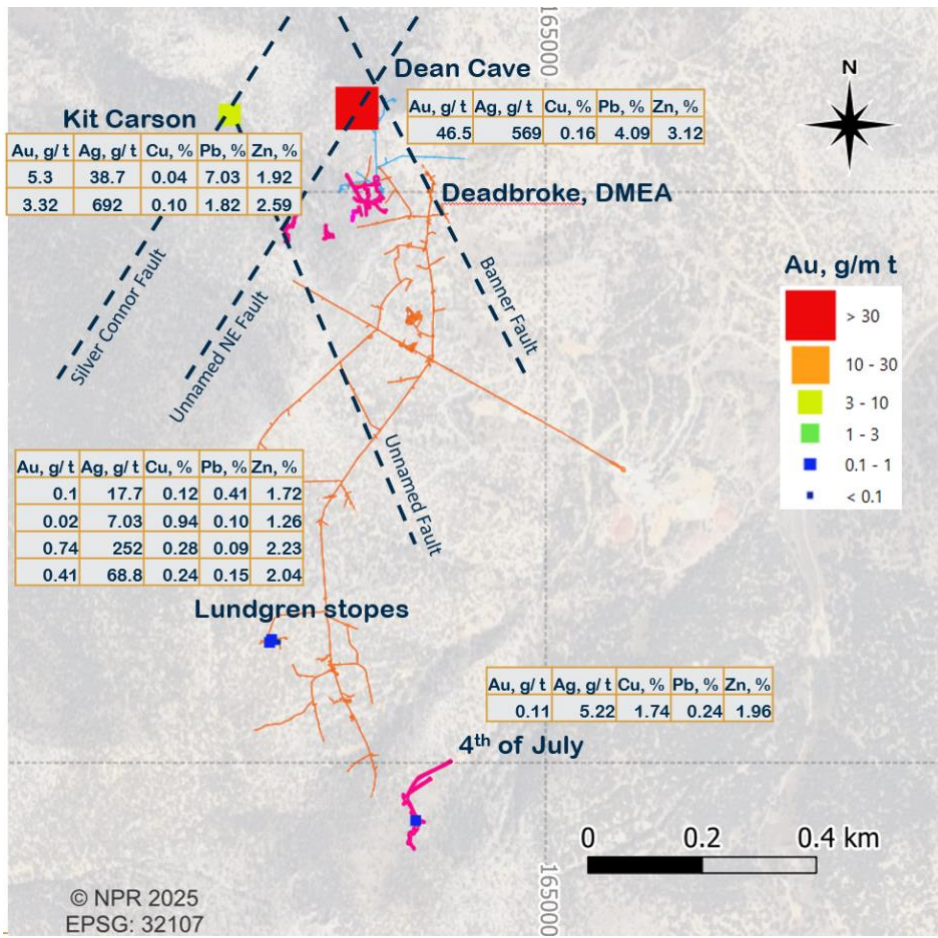 165000
N
Dean Cave
Au, g/ t Ag, g/ t Cu, % Pb, % Zn, %
46.5 569 0.16 4.09 3.12
Kit Carson
Au, g/ t Ag, g/ t Cu, % Pb, % Zn, %
5.3 38.7 0.04 7.03 1.92
3.32 692 0.10 1.82 2.59
Deadbroke, DMEA
Silver Connor Fault
Unnamed NE Fault
Banner Fault
Unnamed Fault
Au, g/m t
> 30
10 - 30
3 - 10
1 - 3
0.1 - 1
< 0.1
Au, g/ t Ag, g/ t Cu, % Pb, % Zn, %
0.1 17.7 0.12 0.41 1.72
0.02 7.03 0.94 0.10 1.26
0.74 252 0.28 0.09 2.23
0.41 68.8 0.24 0.15 2.04
Lundgren stopes
Au, g/ t Ag, g/ t Cu, % Pb, % Zn, %
0.11 5.22 1.74 0.24 1.96
4th of July
0 0.2 0.4 km
165000
© NPR 2025
EPSG: 32107